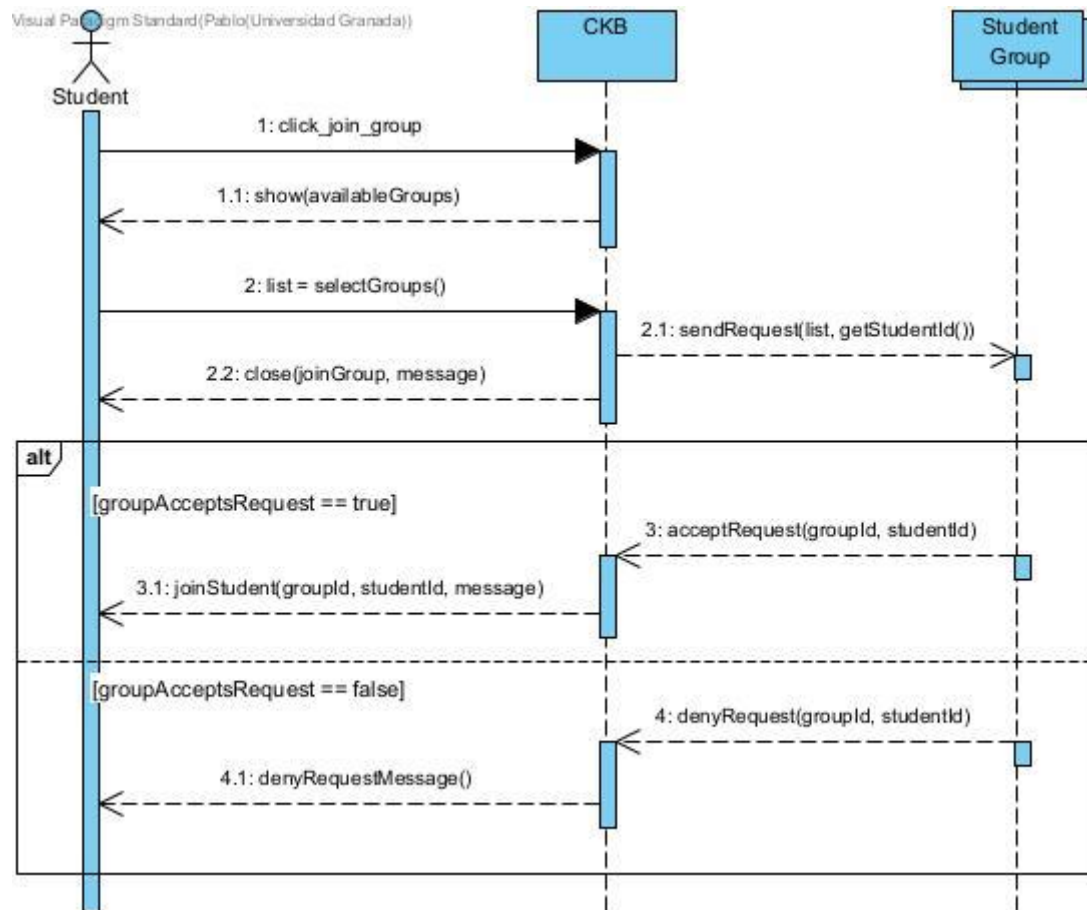 Visual Paradigm Standard(Pablo(Universidad Granada))
CKB
Student
Group
Student
1: click_join_group
1.1: show(availableGroups)
2: list = selectGroups()
2.1: sendRequest(list, getStudentId())
2.2: close(joinGroup, message)
alt
[groupAcceptsRequest == true]
3: acceptRequest(groupId, studentId)
3.1: joinStudent(groupId, studentId, message)
[groupAcceptsRequest == false]
4: denyRequest(groupId, studentId)
4.1: denyRequestMessage()